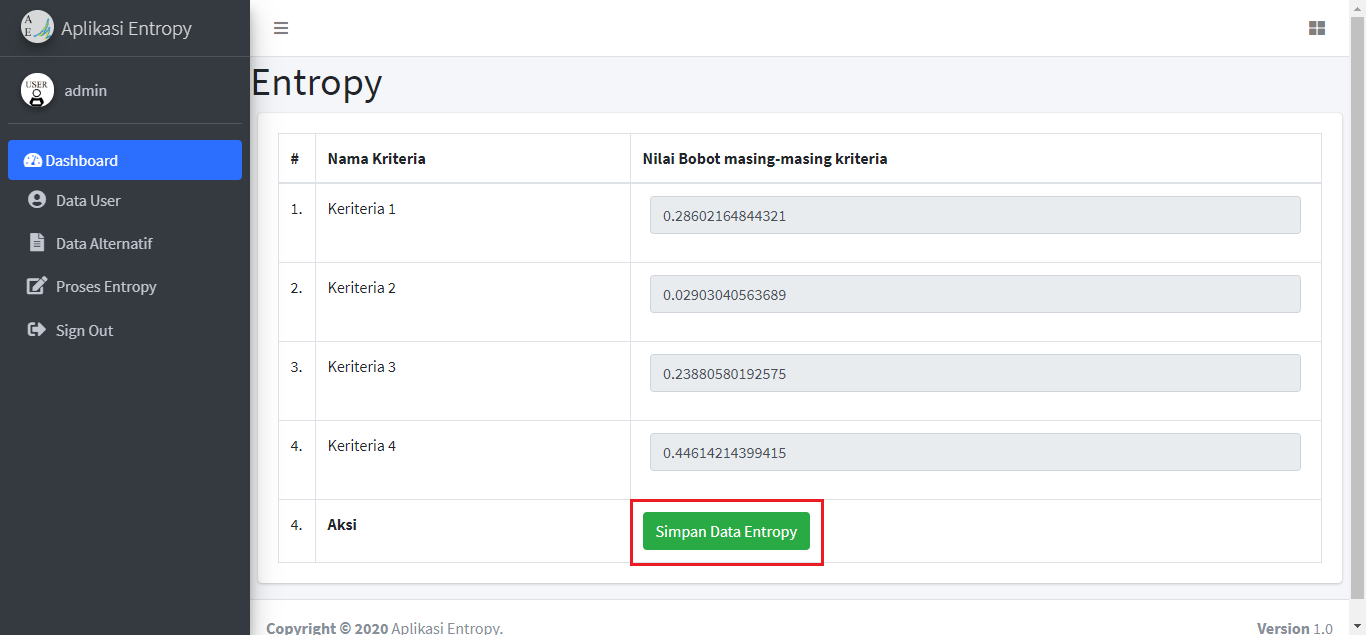 A
E
Aplikasi Entropy
USER
admin
Dashboard
Data User
Data Alternatif
Proses Entropy
Sign Out
Entropy
# Nama Kriteria Nilai Bobot masing-masing kriteria
1. Keriteria 1 0.28602164844321
2. Keriteria 2 0.02903040563689
3. Keriteria 3 0.23880580192575
4. Keriteria 4 0.44614214399415
4. Aksi Simpan Data Entropy
Copyright © 2020 Aplikasi Entropy. Version 1.0